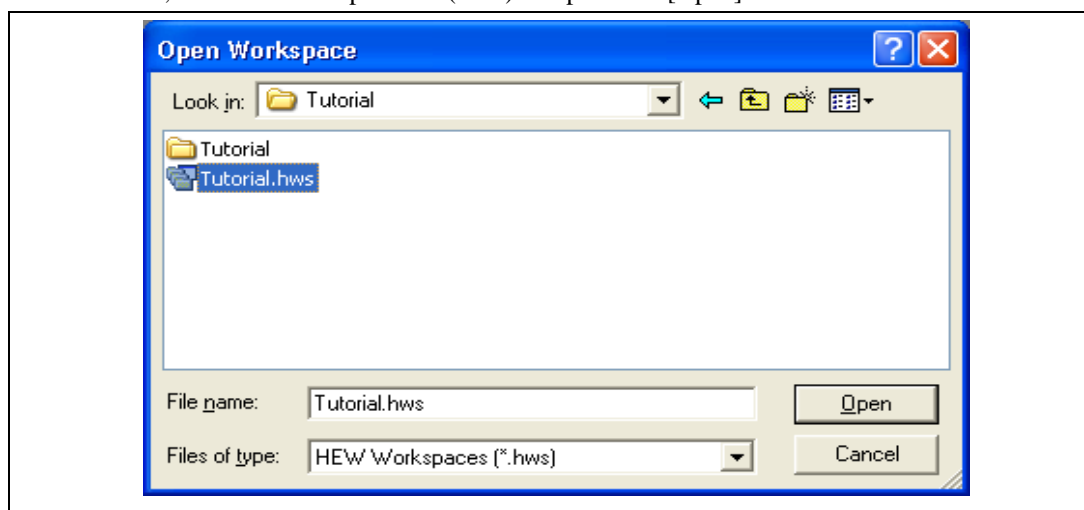 Open Workspace
Look in: Tutorial
Tutorial
Tutorial.hws
File name: Tutorial.hws Open
Files of type: HEW Workspaces (*.hws) Cancel